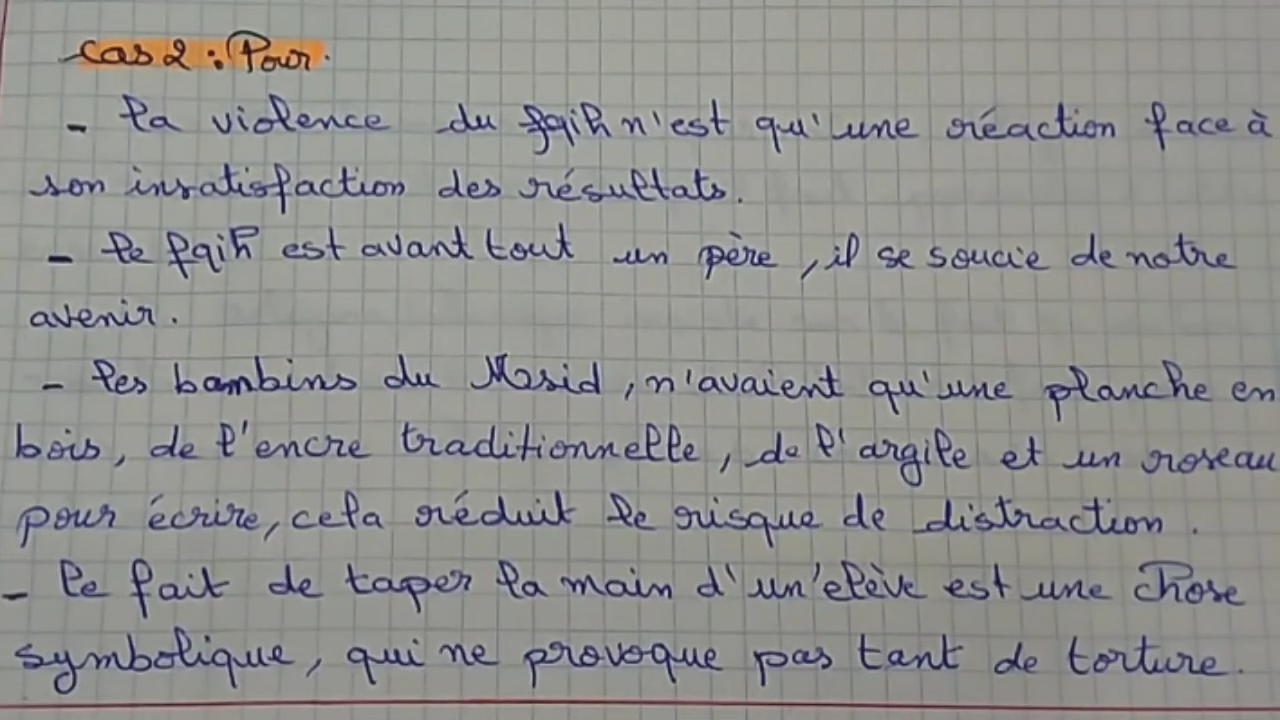 Cas 2 : Pour.
- la violence du fqih n'est qu'une réaction face à
son insatisfaction des résultats.
- le fqih est avant tout un père, il se soucie de notre
avenir.
- les bambins du Msid, n'avaient qu'une planche en
bois, de l'encre traditionnelle, de l'argile et un roseau
pour écrire, cela réduit le risque de distraction.
- le fait de taper la main d'un'elève est une chose
symbolique, qui ne provoque pas tant de torture.